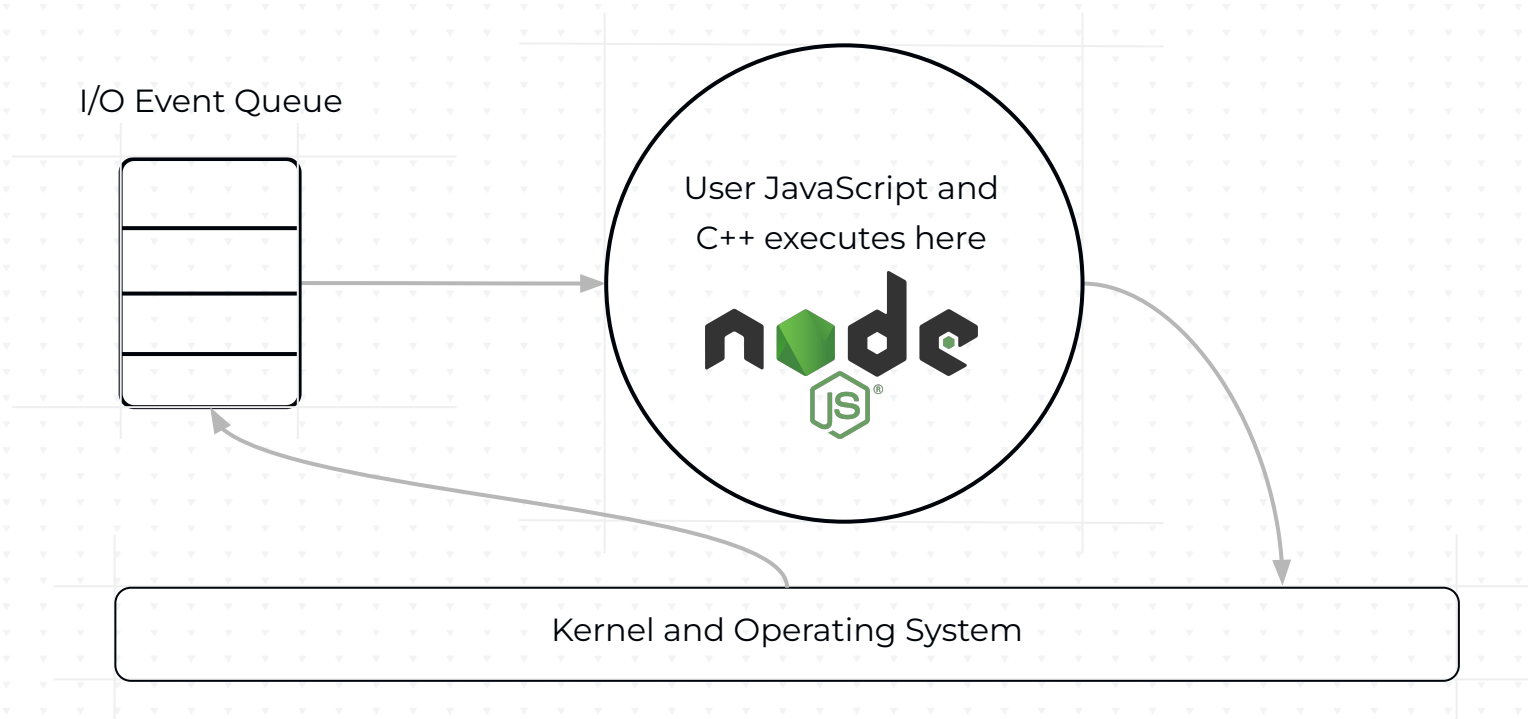 I/O Event Queue
User JavaScript and
C++ executes here
node
JS®
Kernel and Operating System